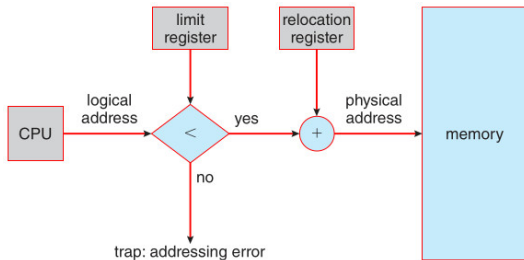 limit
register
relocation
register
logical
address
physical
address
CPU
<
yes
+
memory
no
trap: addressing error